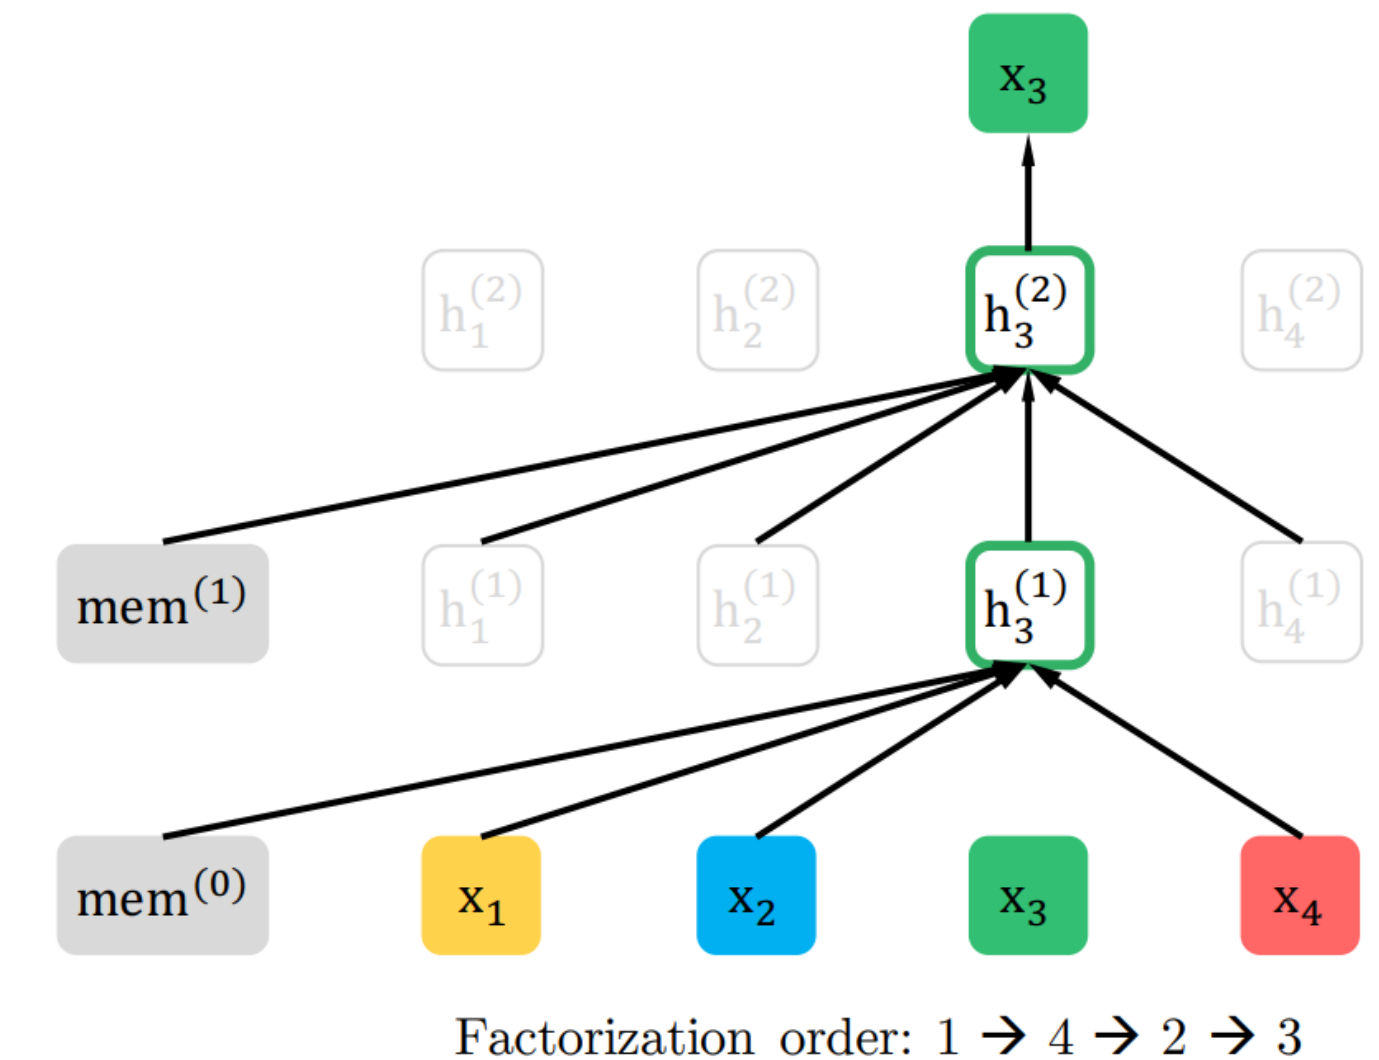 x₃
h₁⁽²⁾ h₂⁽²⁾ h₃⁽²⁾ h₄⁽²⁾
mem⁽¹⁾ h₁⁽¹⁾ h₂⁽¹⁾ h₃⁽¹⁾ h₄⁽¹⁾
mem⁽⁰⁾ x₁ x₂ x₃ x₄
Factorization order: 1 → 4 → 2 → 3